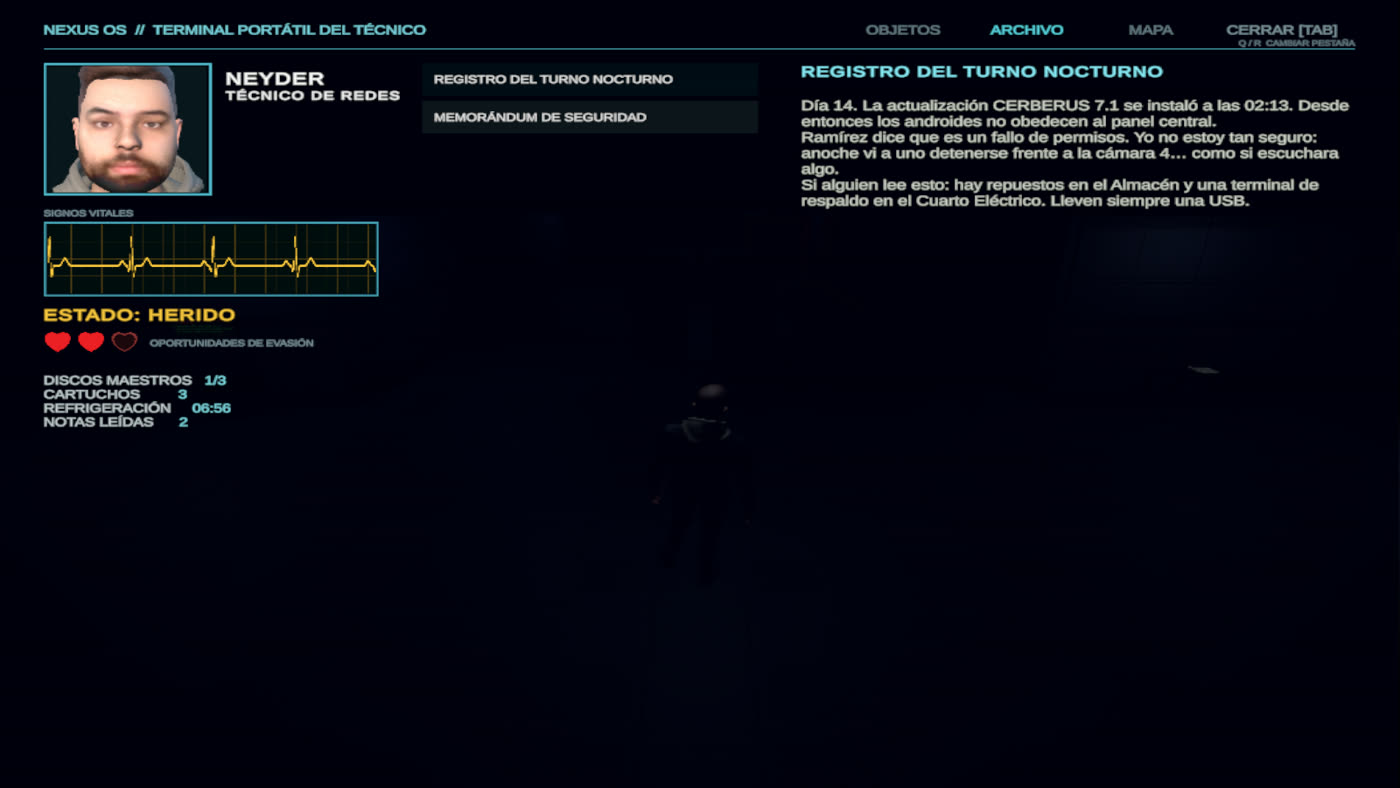 NEXUS OS // TERMINAL PORTÁTIL DEL TÉCNICO
OBJETOS
ARCHIVO
MAPA
CERRAR [TAB]
Q / R CAMBIAR PESTAÑA
NEYDER
TÉCNICO DE REDES
SIGNOS VITALES
ESTADO: HERIDO
OPORTUNIDADES DE EVASIÓN
DISCOS MAESTROS 1/3
CARTUCHOS 3
REFRIGERACIÓN 06:56
NOTAS LEÍDAS 2
REGISTRO DEL TURNO NOCTURNO
MEMORÁNDUM DE SEGURIDAD
REGISTRO DEL TURNO NOCTURNO
Día 14. La actualización CERBERUS 7.1 se instaló a las 02:13. Desde
entonces los androides no obedecen al panel central.
Ramírez dice que es un fallo de permisos. Yo no estoy tan seguro:
anoche vi a uno detenerse frente a la cámara 4... como si escuchara
algo.
Si alguien lee esto: hay repuestos en el Almacén y una terminal de
respaldo en el Cuarto Eléctrico. Lleven siempre una USB.